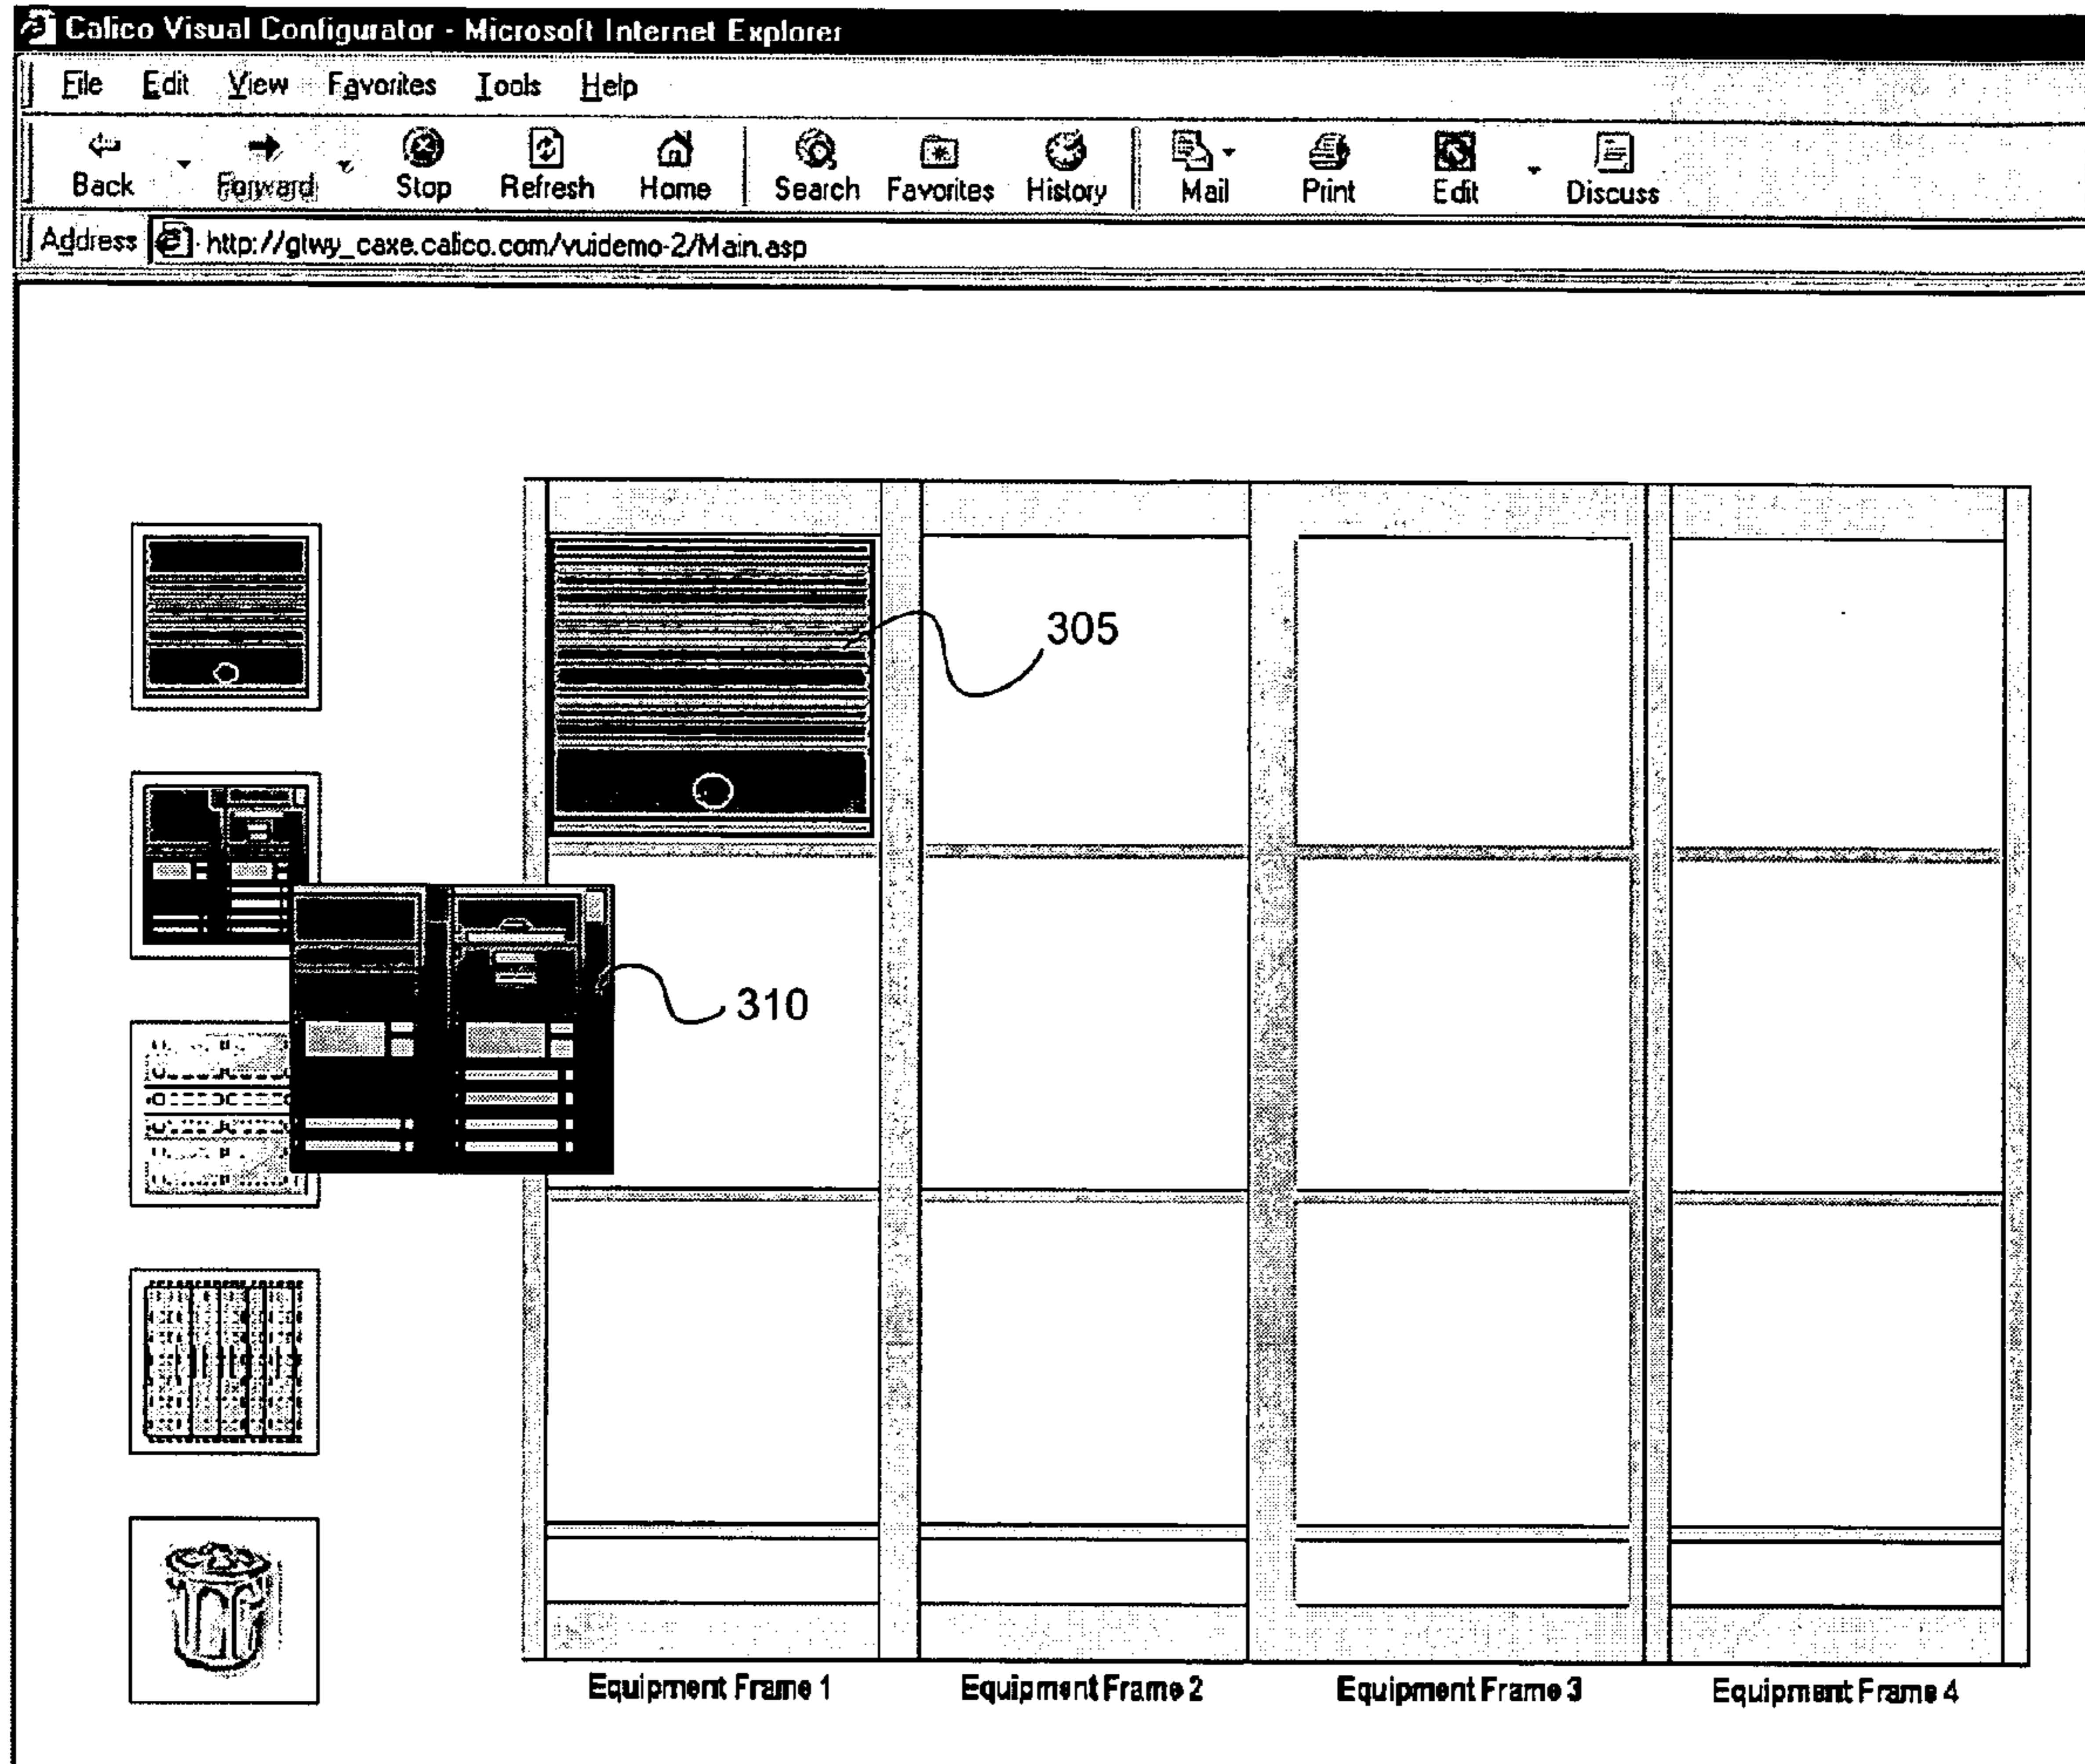 Calico Visual Configurator - Microsoft Internet Explorer
File Edit View Favorites Tools Help
Back Forward Stop Refresh Home Search Favorites History Mail Print Edit Discuss
Address http://gtwy_caxe.calico.com/vuidemo-2/Main.asp
305
310
Equipment Frame 1 Equipment Frame 2 Equipment Frame 3 Equipment Frame 4